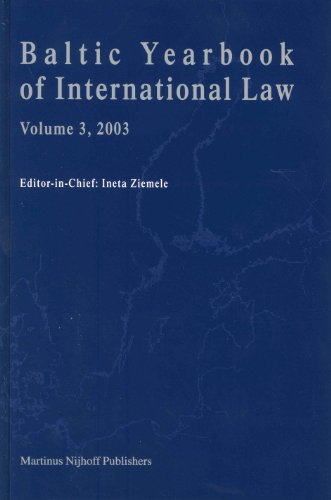 Baltic Yearbook
of International Law
Volume 3, 2003
Editor-in-Chief: Ineta Ziemele
Martinus Nijhoff Publishers